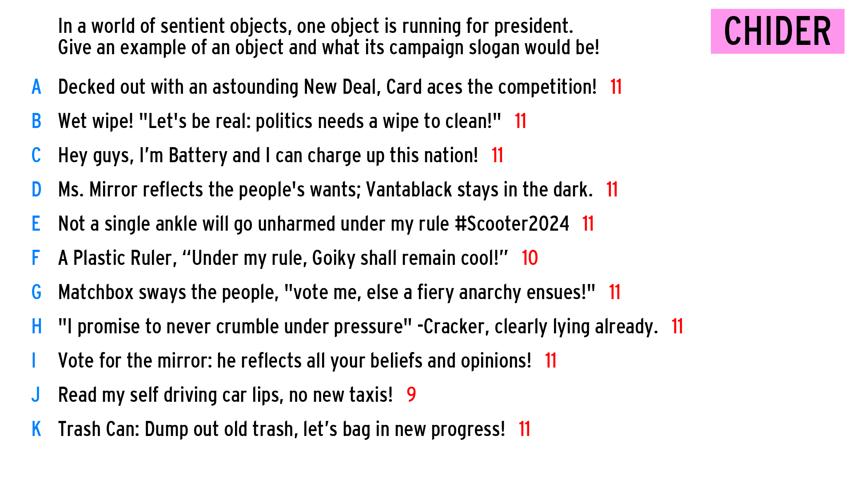 In a world of sentient objects, one object is running for president.
Give an example of an object and what its campaign slogan would be!
CHIDER
A Decked out with an astounding New Deal, Card aces the competition! 11
B Wet wipe! "Let's be real: politics needs a wipe to clean!" 11
C Hey guys, I’m Battery and I can charge up this nation! 11
D Ms. Mirror reflects the people's wants; Vantablack stays in the dark. 11
E Not a single ankle will go unharmed under my rule #Scooter2024 11
F A Plastic Ruler, “Under my rule, Goiky shall remain cool!” 10
G Matchbox sways the people, "vote me, else a fiery anarchy ensues!" 11
H "I promise to never crumble under pressure" -Cracker, clearly lying already. 11
I Vote for the mirror: he reflects all your beliefs and opinions! 11
J Read my self driving car lips, no new taxis! 9
K Trash Can: Dump out old trash, let’s bag in new progress! 11